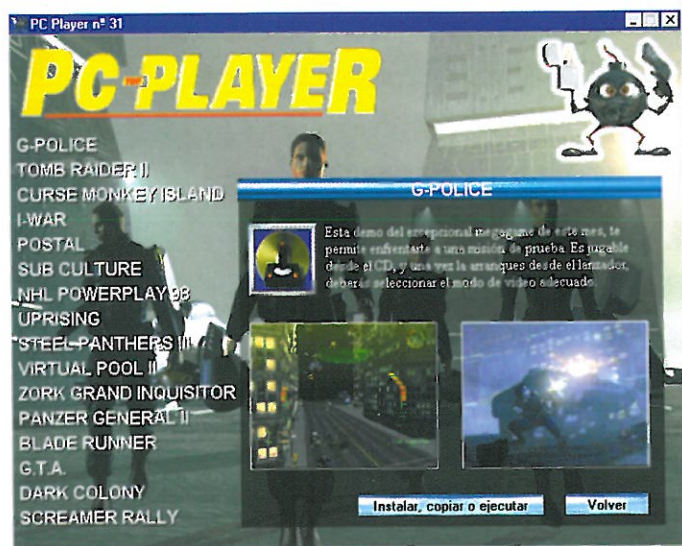 PC Player nº 31
PC-PLAYER
G-POLICE
TOMB RAIDER II
CURSE MONKEY ISLAND
I-WAR
POSTAL
SUB CULTURE
NHL POWERPLAY 98
UPRISING
STEEL PANTHERS III
VIRTUAL POOL II
ZORK GRAND INQUISITOR
PANZER GENERAL II
BLADE RUNNER
G.T.A.
DARK COLONY
SCREAMER RALLY
G-POLICE
Esta demo del excepcional megagame de este mes, te
permite enfrentarte a una misión de prueba. Es jugable
desde el CD, y una vez la arranques desde el lanzador,
deberás seleccionar el modo de video adecuado.
Instalar, copiar o ejecutar
Volver